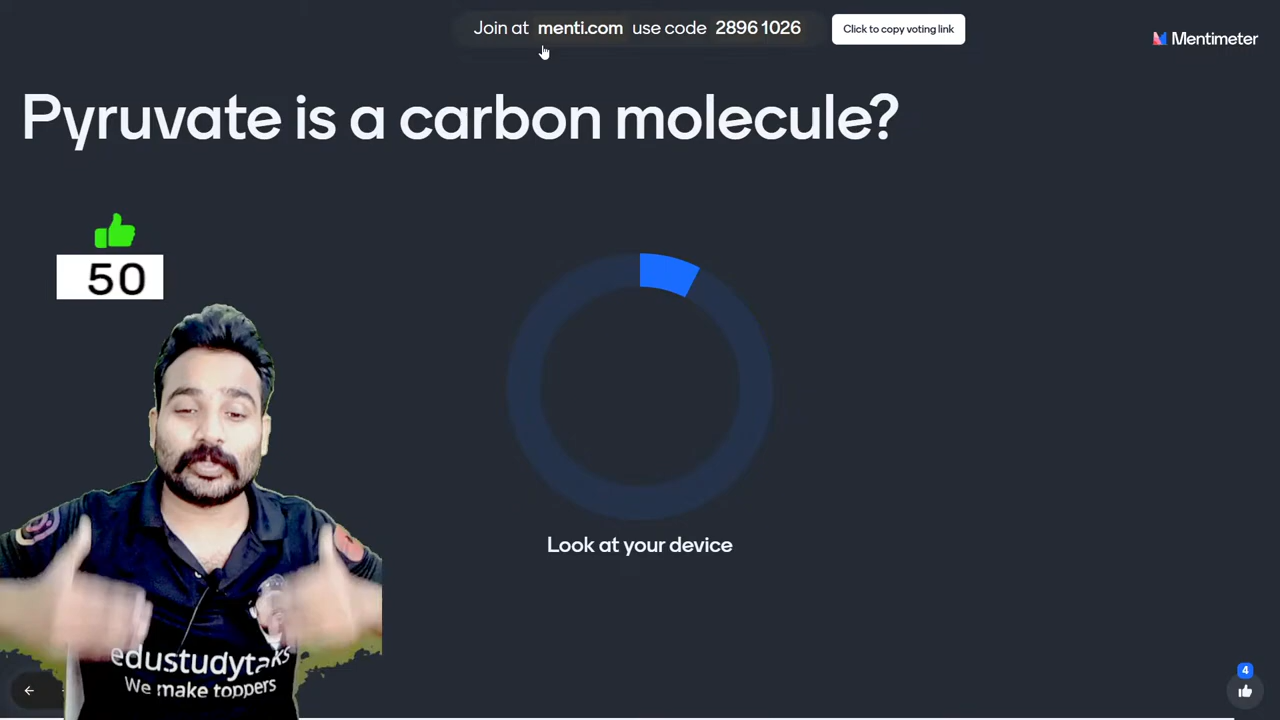 Join at menti.com use code 2896 1026
Click to copy voting link
Mentimeter
Pyruvate is a carbon molecule?
50
Look at your device
edustudytaks
We make toppers
4